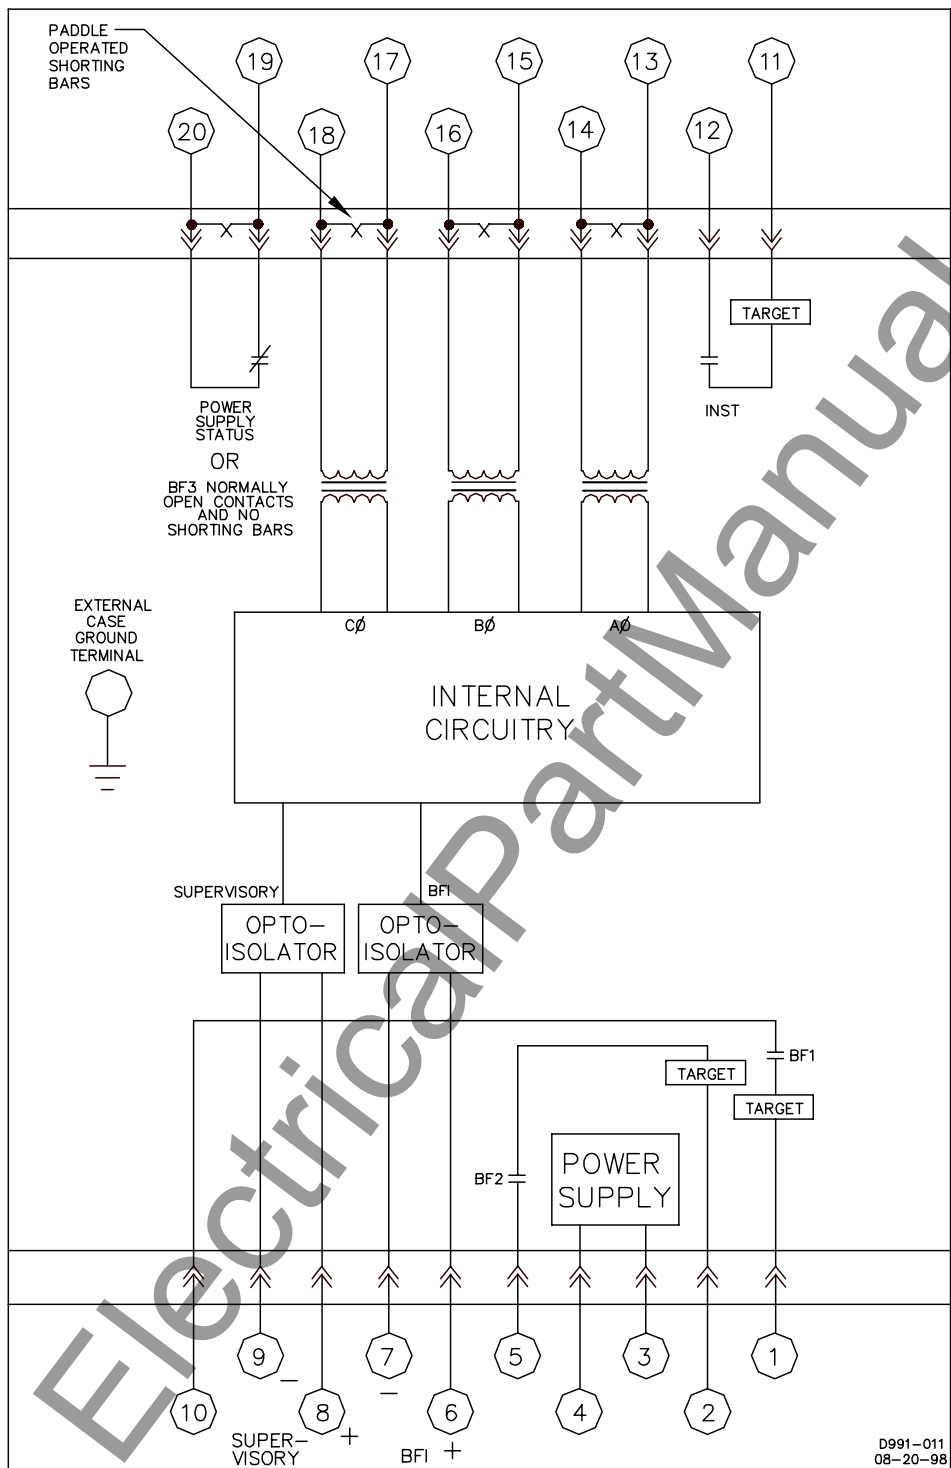 PADDLE
OPERATED
SHORTING
BARS
19
17
15
13
11
20
18
16
14
12
TARGET
POWER
SUPPLY
STATUS
OR
BF3 NORMALLY
OPEN CONTACTS
AND NO
SHORTING BARS
INST
EXTERNAL
CASE
GROUND
TERMINAL
CØ BØ AØ
INTERNAL
CIRCUITRY
SUPERVISORY
BFI
OPTO-
ISOLATOR
OPTO-
ISOLATOR
BF1
TARGET
TARGET
BF2
POWER
SUPPLY
9
7
5
3
1
-
-
10
8
6
4
2
SUPER-
VISORY
+
BFI +
D991-011
08-20-98
ElectricalPartManual